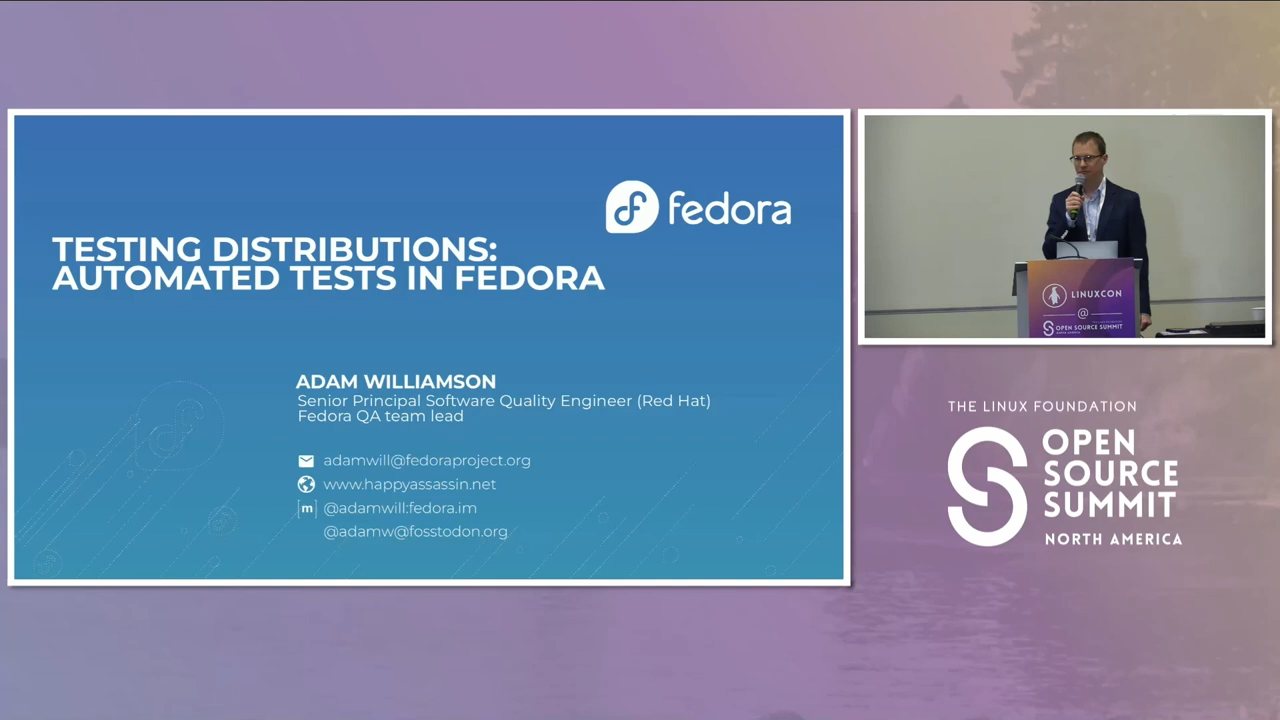 fedora
TESTING DISTRIBUTIONS:
AUTOMATED TESTS IN FEDORA
ADAM WILLIAMSON
Senior Principal Software Quality Engineer (Red Hat)
Fedora QA team lead
adamwill@fedoraproject.org
www.happyassassin.net
[m] @adamwill:fedora.im
@adamw@fosstodon.org
LINUXCON
@
OPEN SOURCE SUMMIT
NORTH AMERICA
THE LINUX FOUNDATION
OPEN
SOURCE
SUMMIT
NORTH AMERICA